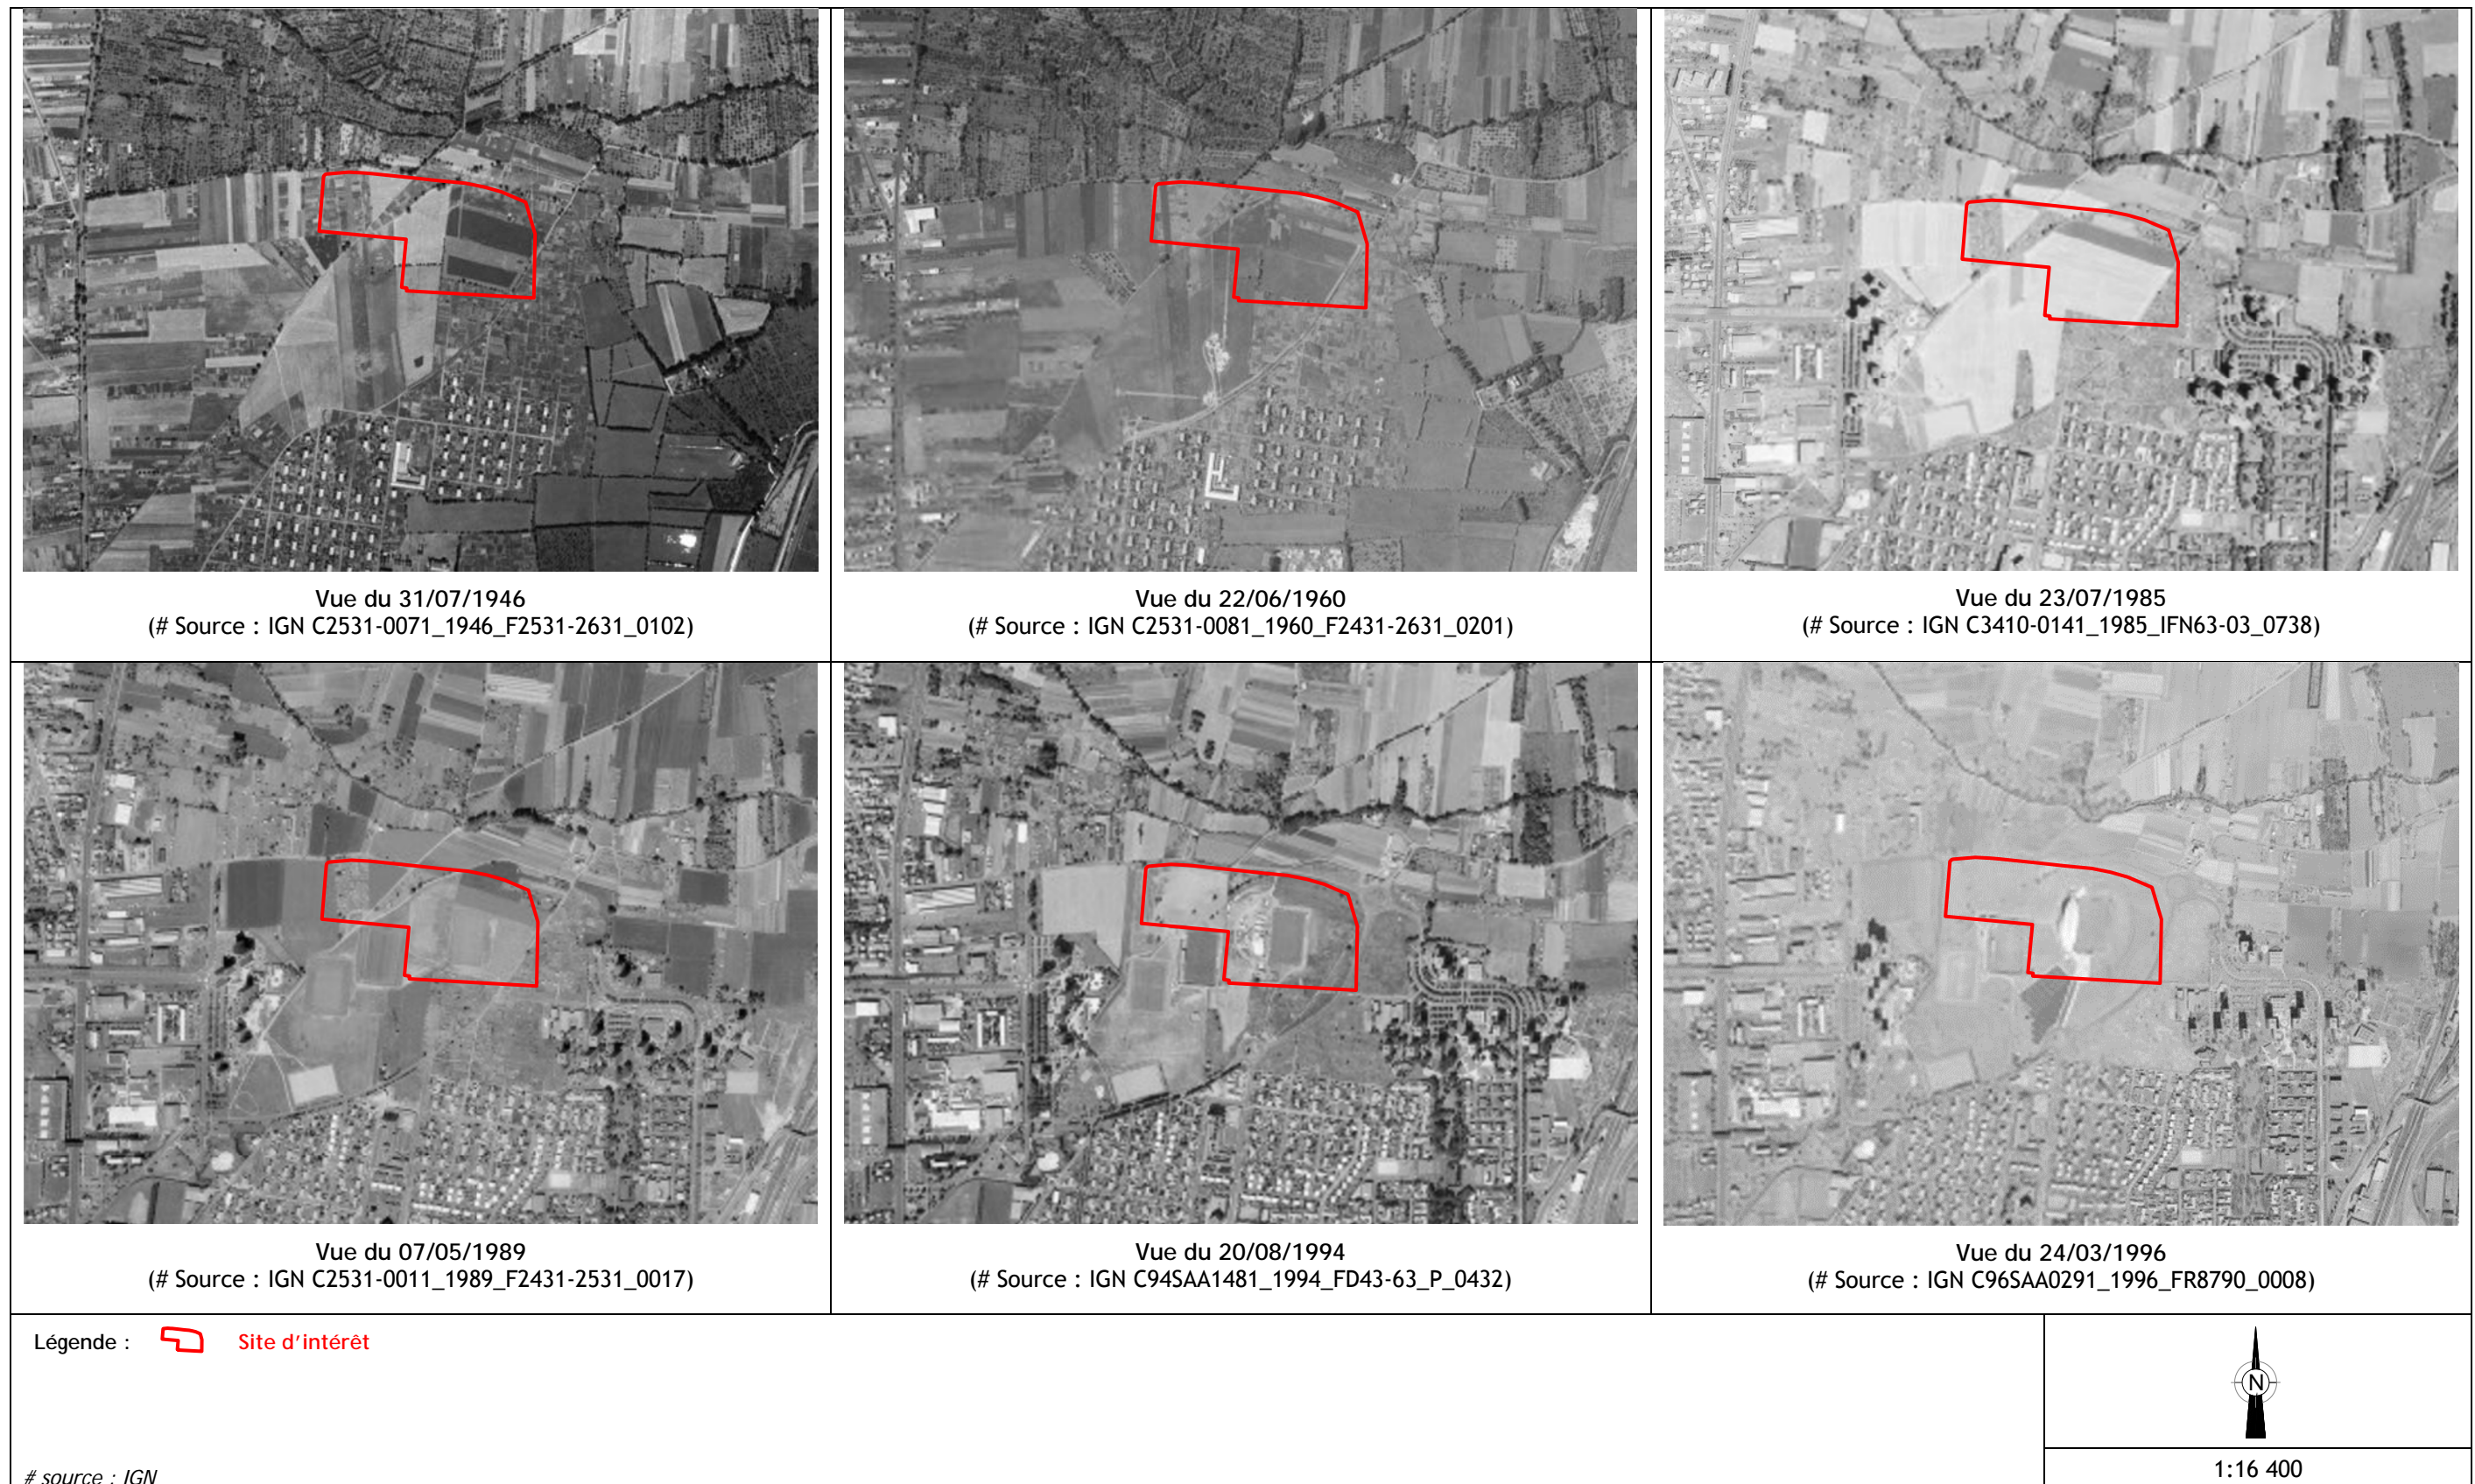 Vue du 31/07/1946
(# Source : IGN C2531-0071_1946_F2531-2631_0102)
Vue du 22/06/1960
(# Source : IGN C2531-0081_1960_F2431-2631_0201)
Vue du 23/07/1985
(# Source : IGN C3410-0141_1985_IFN63-03_0738)
Vue du 07/05/1989
(# Source : IGN C2531-0011_1989_F2431-2531_0017)
Vue du 20/08/1994
(# Source : IGN C94SAA1481_1994_FD43-63_P_0432)
Vue du 24/03/1996
(# Source : IGN C96SAA0291_1996_FR8790_0008)
Légende :
Site d’intérêt
N
# source : IGN
1:16 400